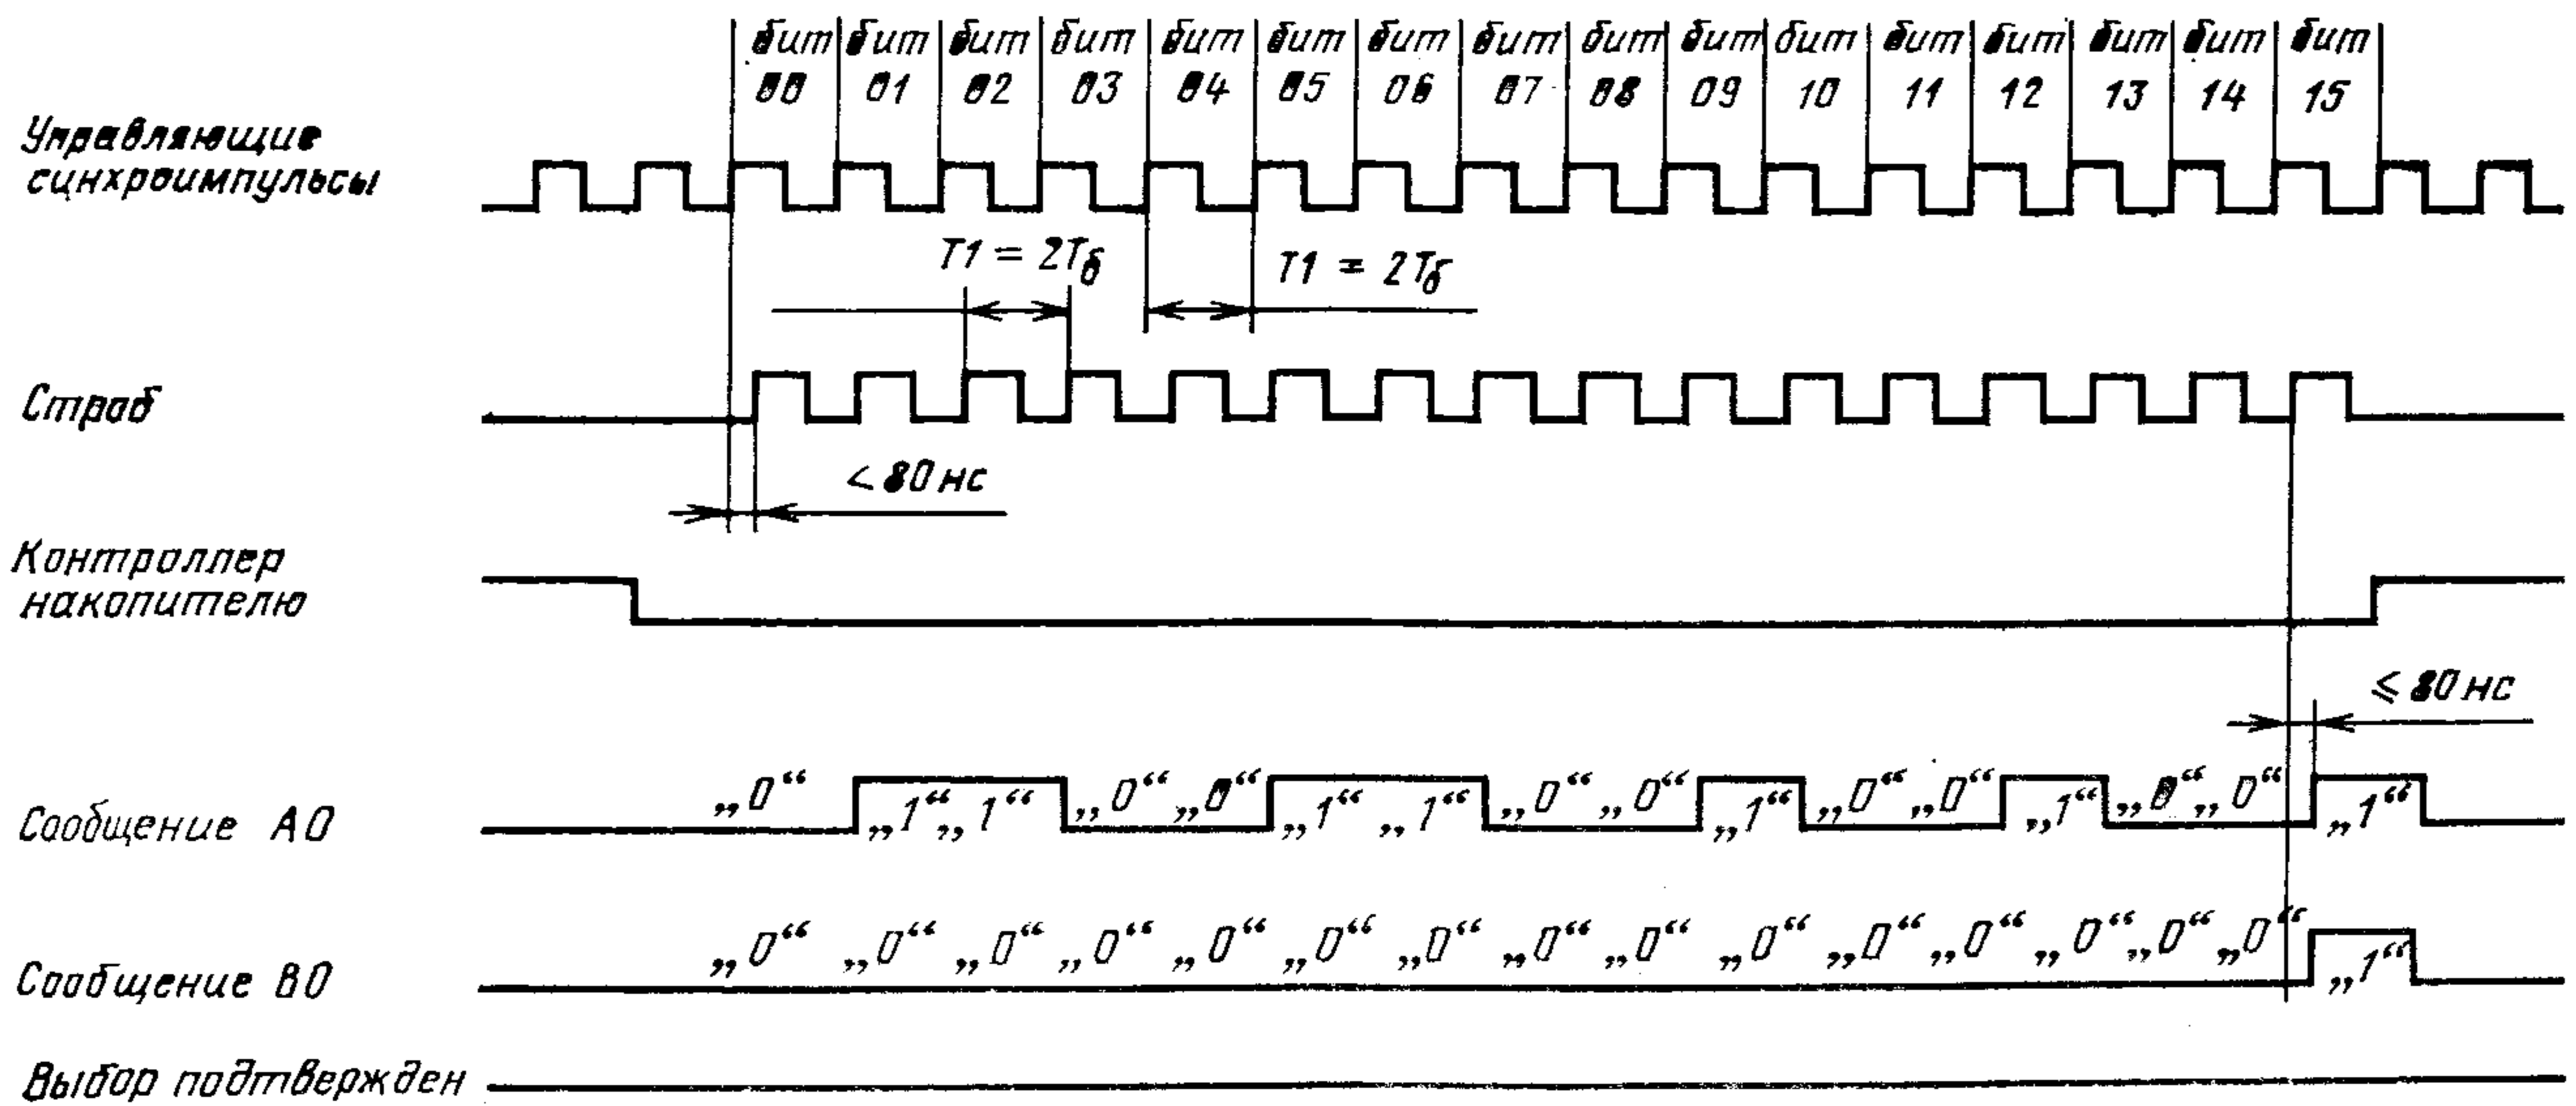 бит бит бит бит бит бит бит бит бит бит бит бит бит бит бит бит
00 01 02 03 04 05 06 07 08 09 10 11 12 13 14 15
Управляющие
синхроимпульсы
T1 = 2Tб
T1 = 2Tб
Строб
< 80 нс
Контроллер
накопителю
⩽ 80 нс
Сообщение А0 „0“ „1“ „1“ „0“ „0“ „1“ „1“ „0“ „0“ „1“ „0“ „0“ „1“ „0“ „0“ „1“
Сообщение В0 „0“ „0“ „0“ „0“ „0“ „0“ „0“ „0“ „0“ „0“ „0“ „0“ „0“ „0“ „0“ „1“
Выбор подтвержден